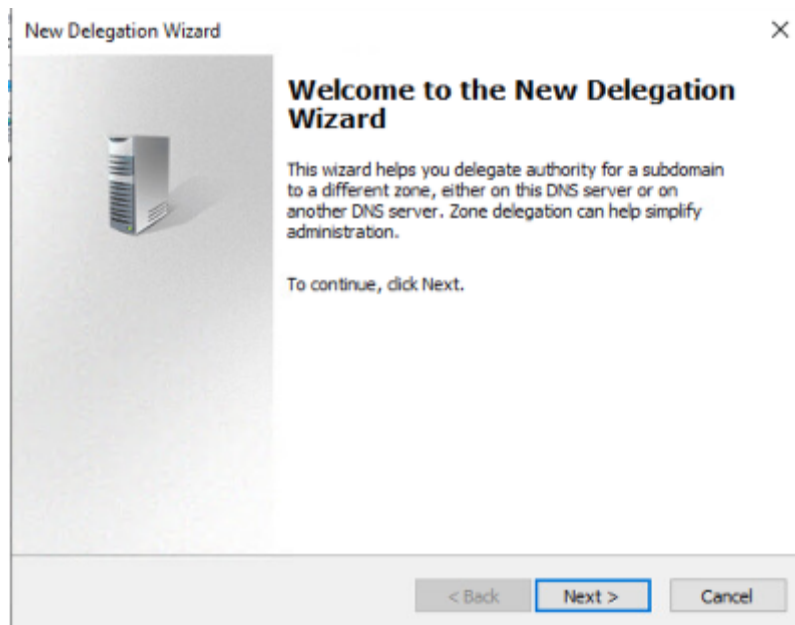 New Delegation Wizard
Welcome to the New Delegation
Wizard
This wizard helps you delegate authority for a subdomain
to a different zone, either on this DNS server or on
another DNS server. Zone delegation can help simplify
administration.
To continue, click Next.
< Back Next > Cancel